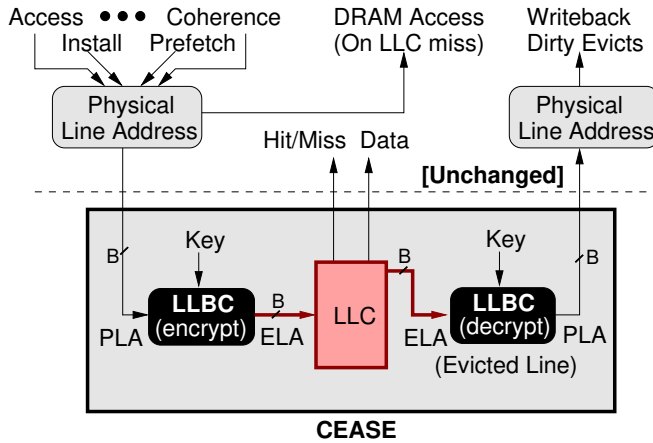 Access ●●● Coherence
Install Prefetch
DRAM Access
(On LLC miss)
Writeback
Dirty Evicts
Physical
Line Address
Physical
Line Address
Hit/Miss Data
[Unchanged]
B
Key
B
Key
B
LLBC
(encrypt)
B
LLC
LLBC
(decrypt)
PLA
ELA
ELA
PLA
(Evicted Line)
CEASE